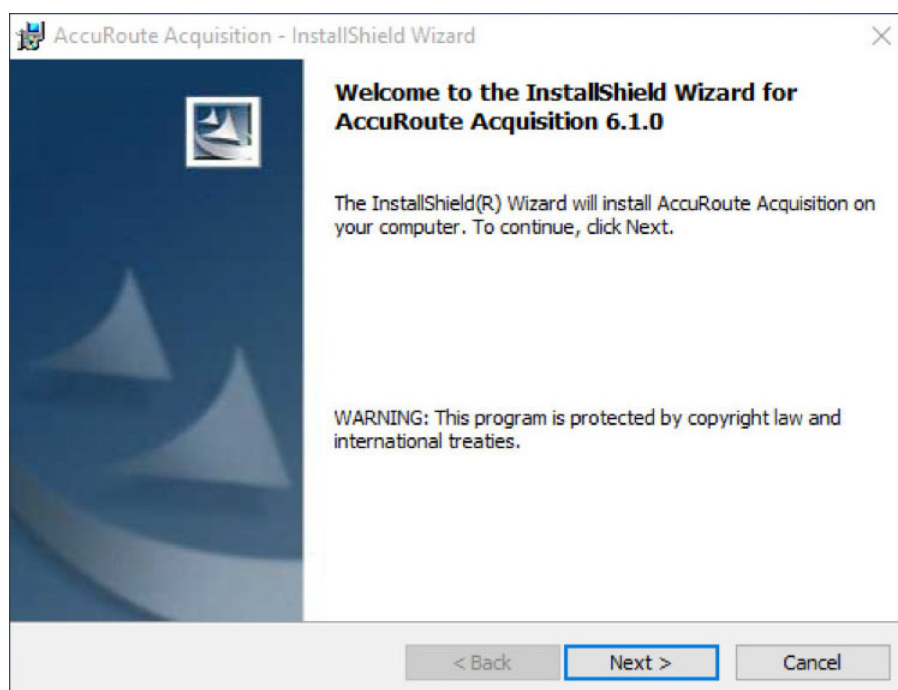 AccuRoute Acquisition - InstallShield Wizard
Welcome to the InstallShield Wizard for
AccuRoute Acquisition 6.1.0
The InstallShield(R) Wizard will install AccuRoute Acquisition on
your computer. To continue, click Next.
WARNING: This program is protected by copyright law and
international treaties.
< Back
Next >
Cancel